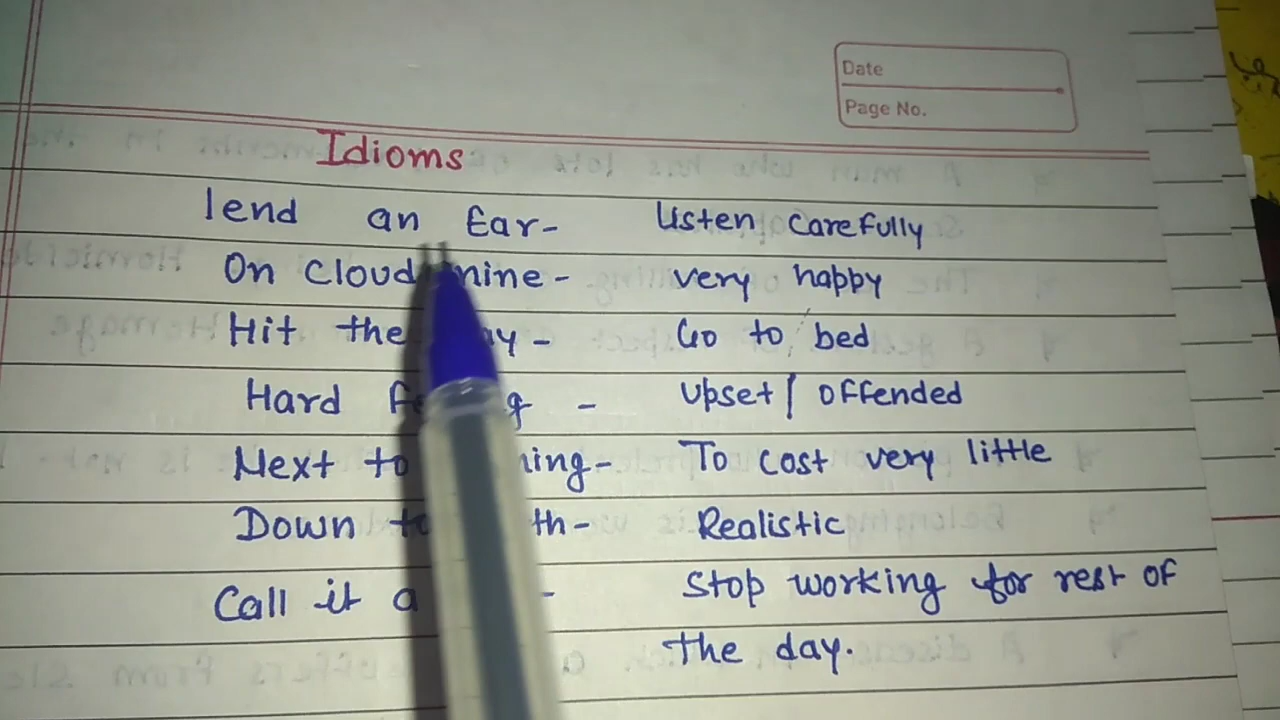 Date
Page No.
Idioms
lend an Ear- Listen carefully
On cloud nine- very happy
Hit the - Go to bed
Hard - Upset/ offended
Next to - To cost very little
Down to - Realistic
Call it a - Stop working for rest of
the day.